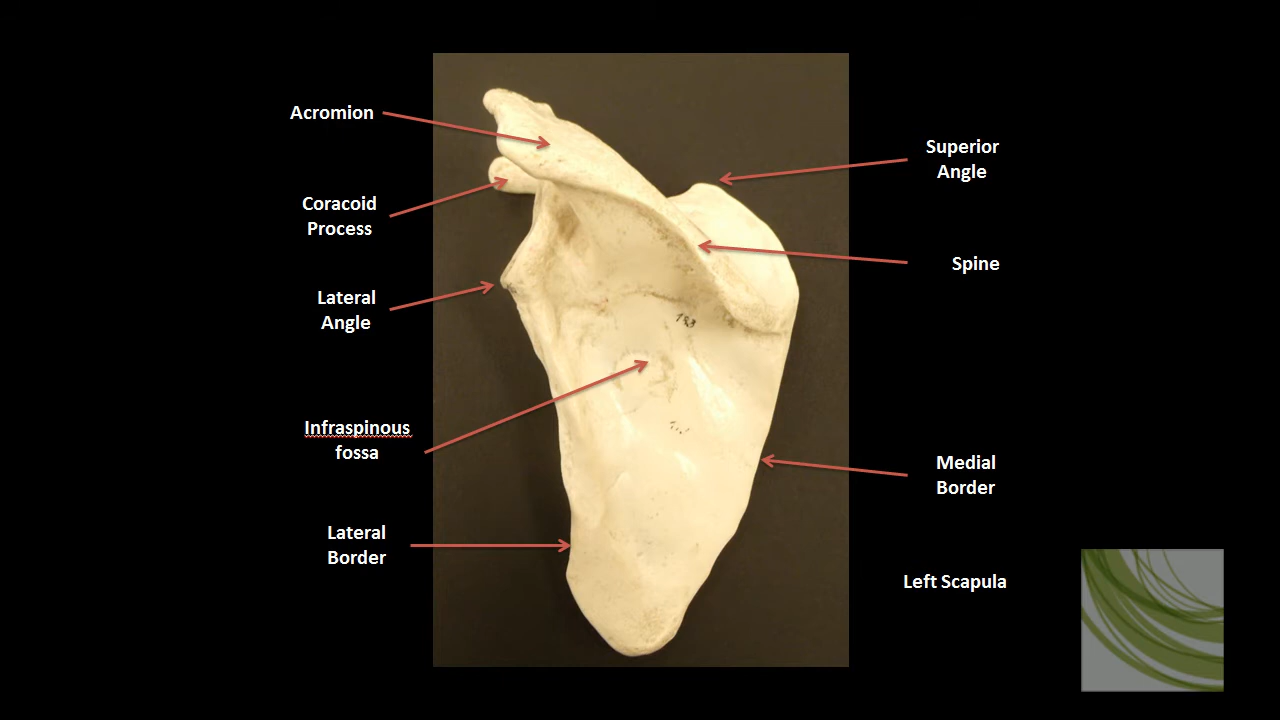 Acromion
Coracoid
Process
Lateral
Angle
Infraspinous
fossa
Lateral
Border
Superior
Angle
Spine
Medial
Border
Left Scapula